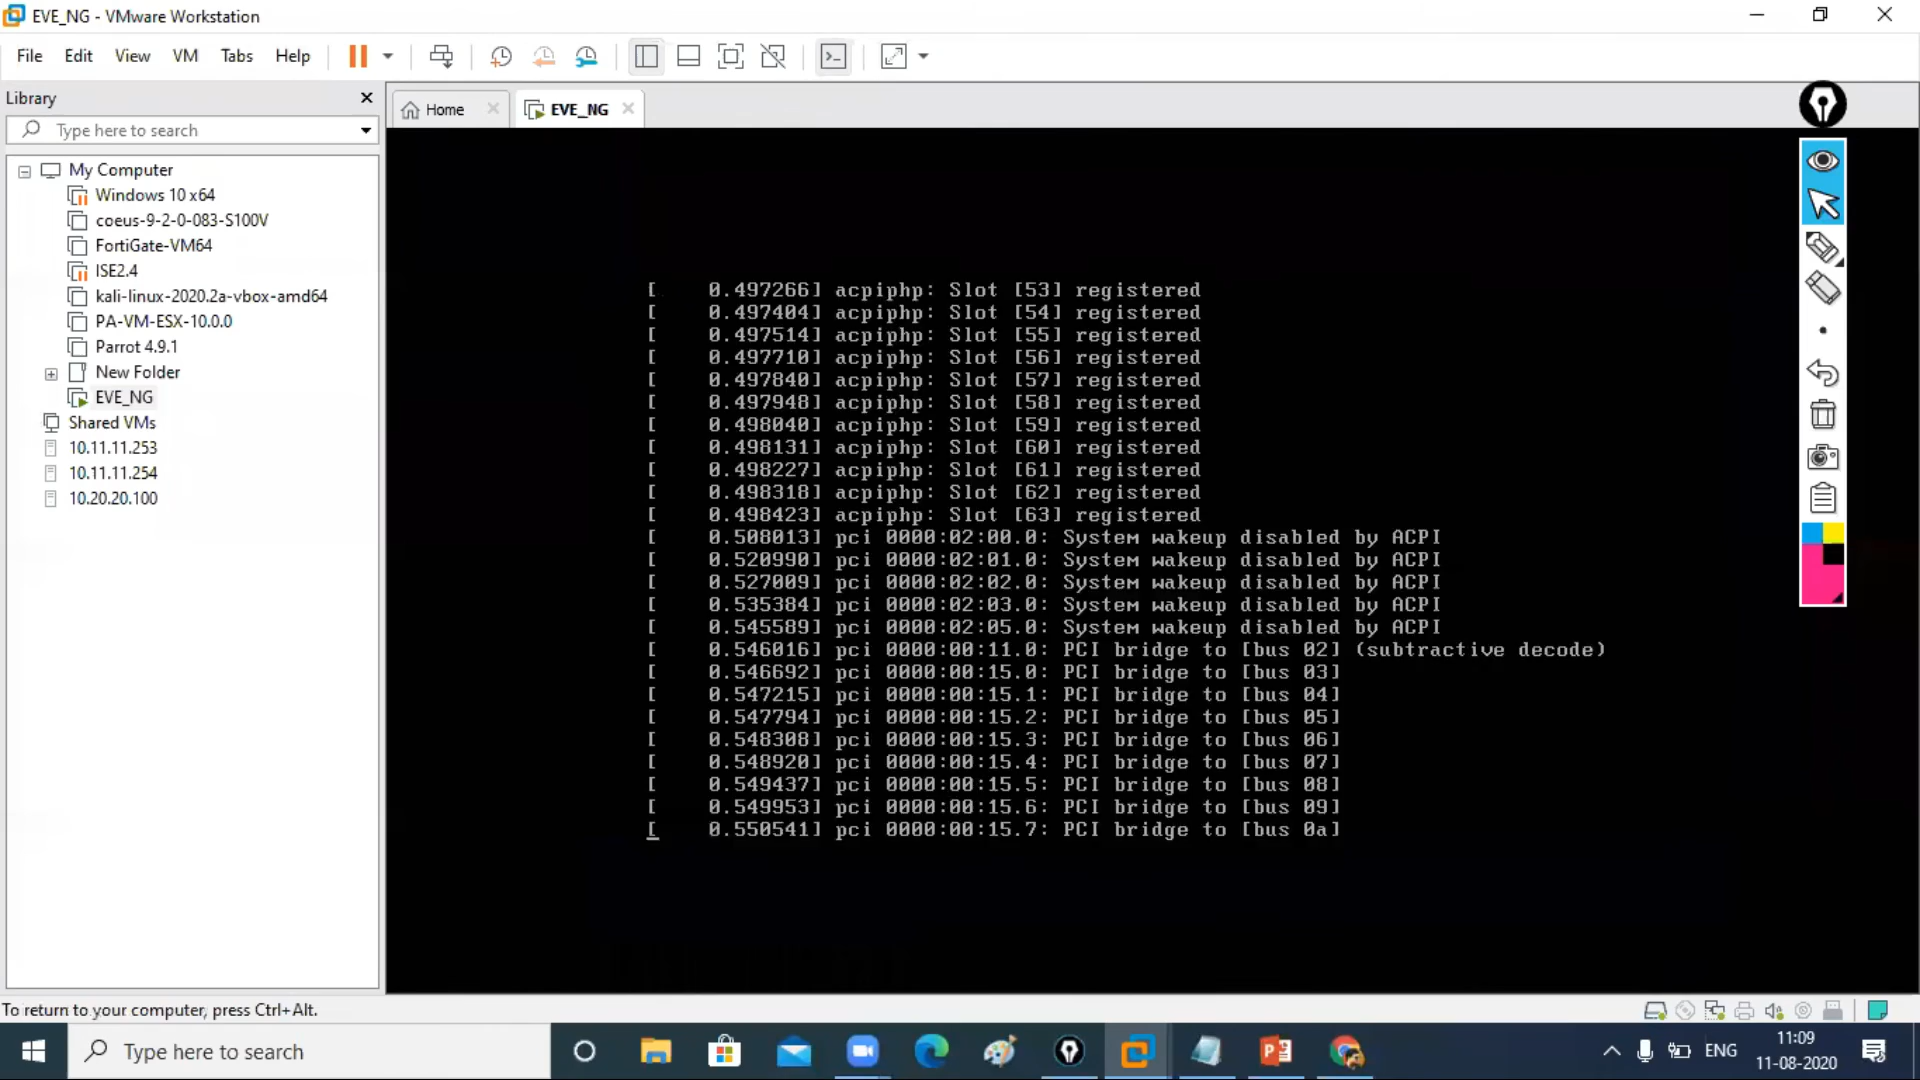 EVE_NG - VMware Workstation
File Edit View VM Tabs Help
Library
Type here to search
My Computer
Windows 10 x64
coeus-9-2-0-083-S100V
FortiGate-VM64
ISE2.4
kali-linux-2020.2a-vbox-amd64
PA-VM-ESX-10.0.0
Parrot 4.9.1
New Folder
EVE_NG
Shared VMs
10.11.11.253
10.11.11.254
10.20.20.100
Home
EVE_NG
[    0.497266] acpiphp: Slot [53] registered
[    0.497404] acpiphp: Slot [54] registered
[    0.497514] acpiphp: Slot [55] registered
[    0.497710] acpiphp: Slot [56] registered
[    0.497840] acpiphp: Slot [57] registered
[    0.497948] acpiphp: Slot [58] registered
[    0.498040] acpiphp: Slot [59] registered
[    0.498131] acpiphp: Slot [60] registered
[    0.498227] acpiphp: Slot [61] registered
[    0.498318] acpiphp: Slot [62] registered
[    0.498423] acpiphp: Slot [63] registered
[    0.508013] pci 0000:02:00.0: System wakeup disabled by ACPI
[    0.520990] pci 0000:02:01.0: System wakeup disabled by ACPI
[    0.527009] pci 0000:02:02.0: System wakeup disabled by ACPI
[    0.535384] pci 0000:02:03.0: System wakeup disabled by ACPI
[    0.545589] pci 0000:02:05.0: System wakeup disabled by ACPI
[    0.546016] pci 0000:00:11.0: PCI bridge to [bus 02] (subtractive decode)
[    0.546692] pci 0000:00:15.0: PCI bridge to [bus 03]
[    0.547215] pci 0000:00:15.1: PCI bridge to [bus 04]
[    0.547794] pci 0000:00:15.2: PCI bridge to [bus 05]
[    0.548308] pci 0000:00:15.3: PCI bridge to [bus 06]
[    0.548920] pci 0000:00:15.4: PCI bridge to [bus 07]
[    0.549437] pci 0000:00:15.5: PCI bridge to [bus 08]
[    0.549953] pci 0000:00:15.6: PCI bridge to [bus 09]
[    0.550541] pci 0000:00:15.7: PCI bridge to [bus 0a]
To return to your computer, press Ctrl+Alt.
Type here to search
ENG
11:09
11-08-2020